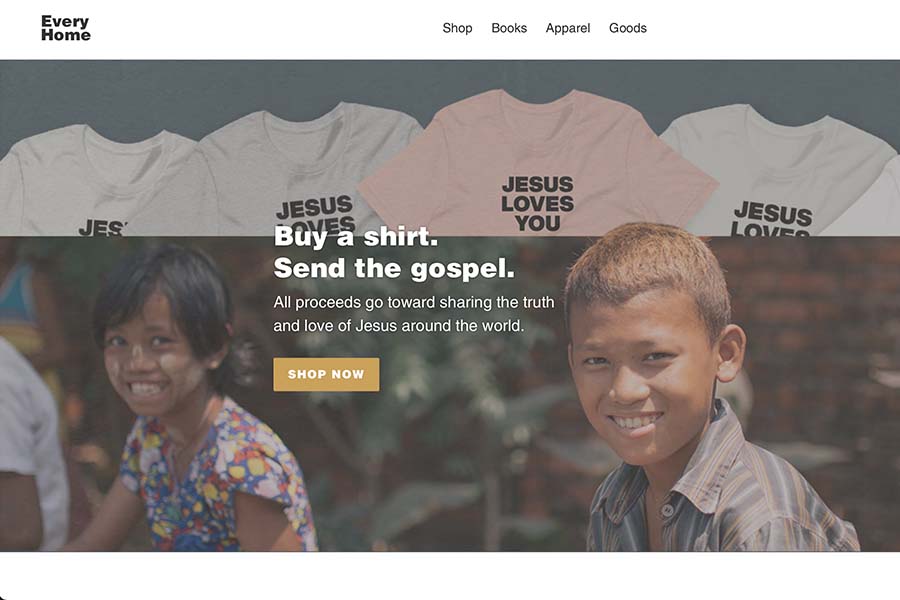 Every
Home
Shop Books Apparel Goods
JESUS
LOVES
YOU
JESUS
LOVES
JESUS
LOVES
JESUS
Buy a shirt.
Send the gospel.
All proceeds go toward sharing the truth
and love of Jesus around the world.
SHOP NOW